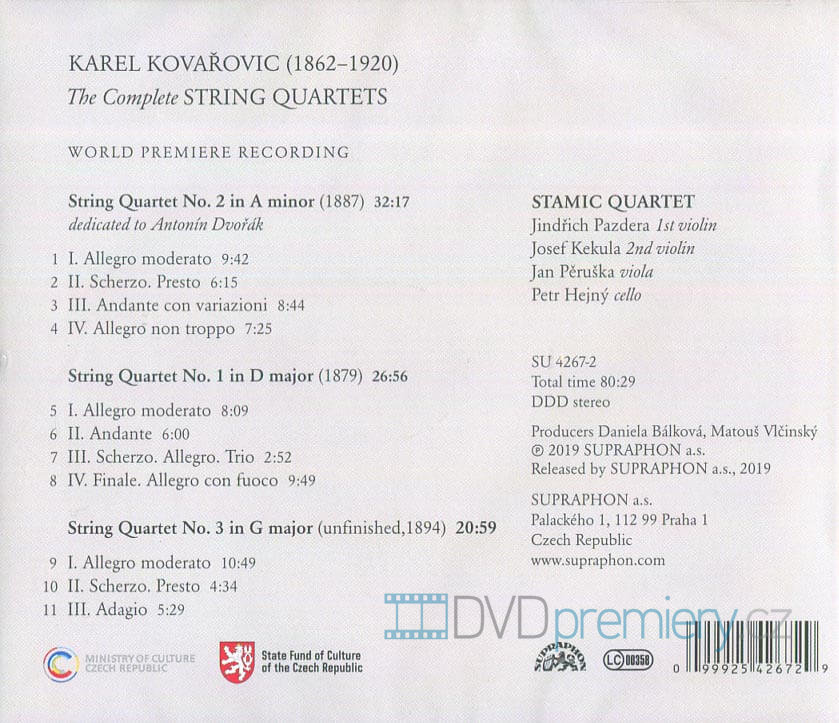 KAREL KOVAŘOVIC (1862–1920)
The Complete STRING QUARTETS
WORLD PREMIERE RECORDING
String Quartet No. 2 in A minor (1887) 32:17
dedicated to Antonín Dvořák
1 I. Allegro moderato 9:42
2 II. Scherzo. Presto 6:15
3 III. Andante con variazioni 8:44
4 IV. Allegro non troppo 7:25
String Quartet No. 1 in D major (1879) 26:56
5 I. Allegro moderato 8:09
6 II. Andante 6:00
7 III. Scherzo. Allegro. Trio 2:52
8 IV. Finale. Allegro con fuoco 9:49
String Quartet No. 3 in G major (unfinished,1894) 20:59
9 I. Allegro moderato 10:49
10 II. Scherzo. Presto 4:34
11 III. Adagio 5:29
STAMIC QUARTET
Jindřich Pazdera 1st violin
Josef Kekula 2nd violin
Jan Pěruška viola
Petr Hejný cello
SU 4267-2
Total time 80:29
DDD stereo
Producers Daniela Bálková, Matouš Vlčinský
℗ 2019 SUPRAPHON a.s.
Released by SUPRAPHON a.s., 2019
SUPRAPHON a.s.
Palackého 1, 112 99 Praha 1
Czech Republic
www.supraphon.com
DVDpremiery.cz
MINISTRY OF CULTURE
CZECH REPUBLIC
State Fund of Culture
of the Czech Republic
SUPRAPHON
LC 00358
0 99925 42672 9